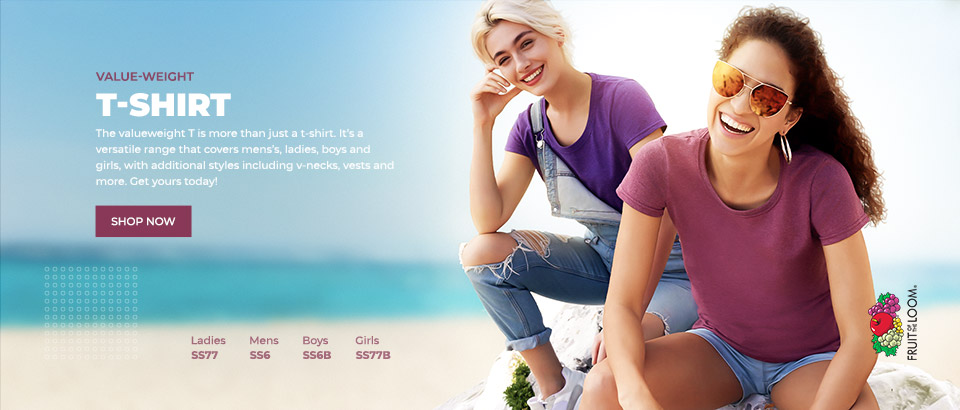 VALUE-WEIGHT
T-SHIRT
The valueweight T is more than just a t-shirt. It's a
versatile range that covers mens's, ladies, boys and
girls, with additional styles including v-necks, vests and
more. Get yours today!
SHOP NOW
Ladies Mens Boys Girls
SS77 SS6 SS6B SS77B
FRUIT OF THE LOOM